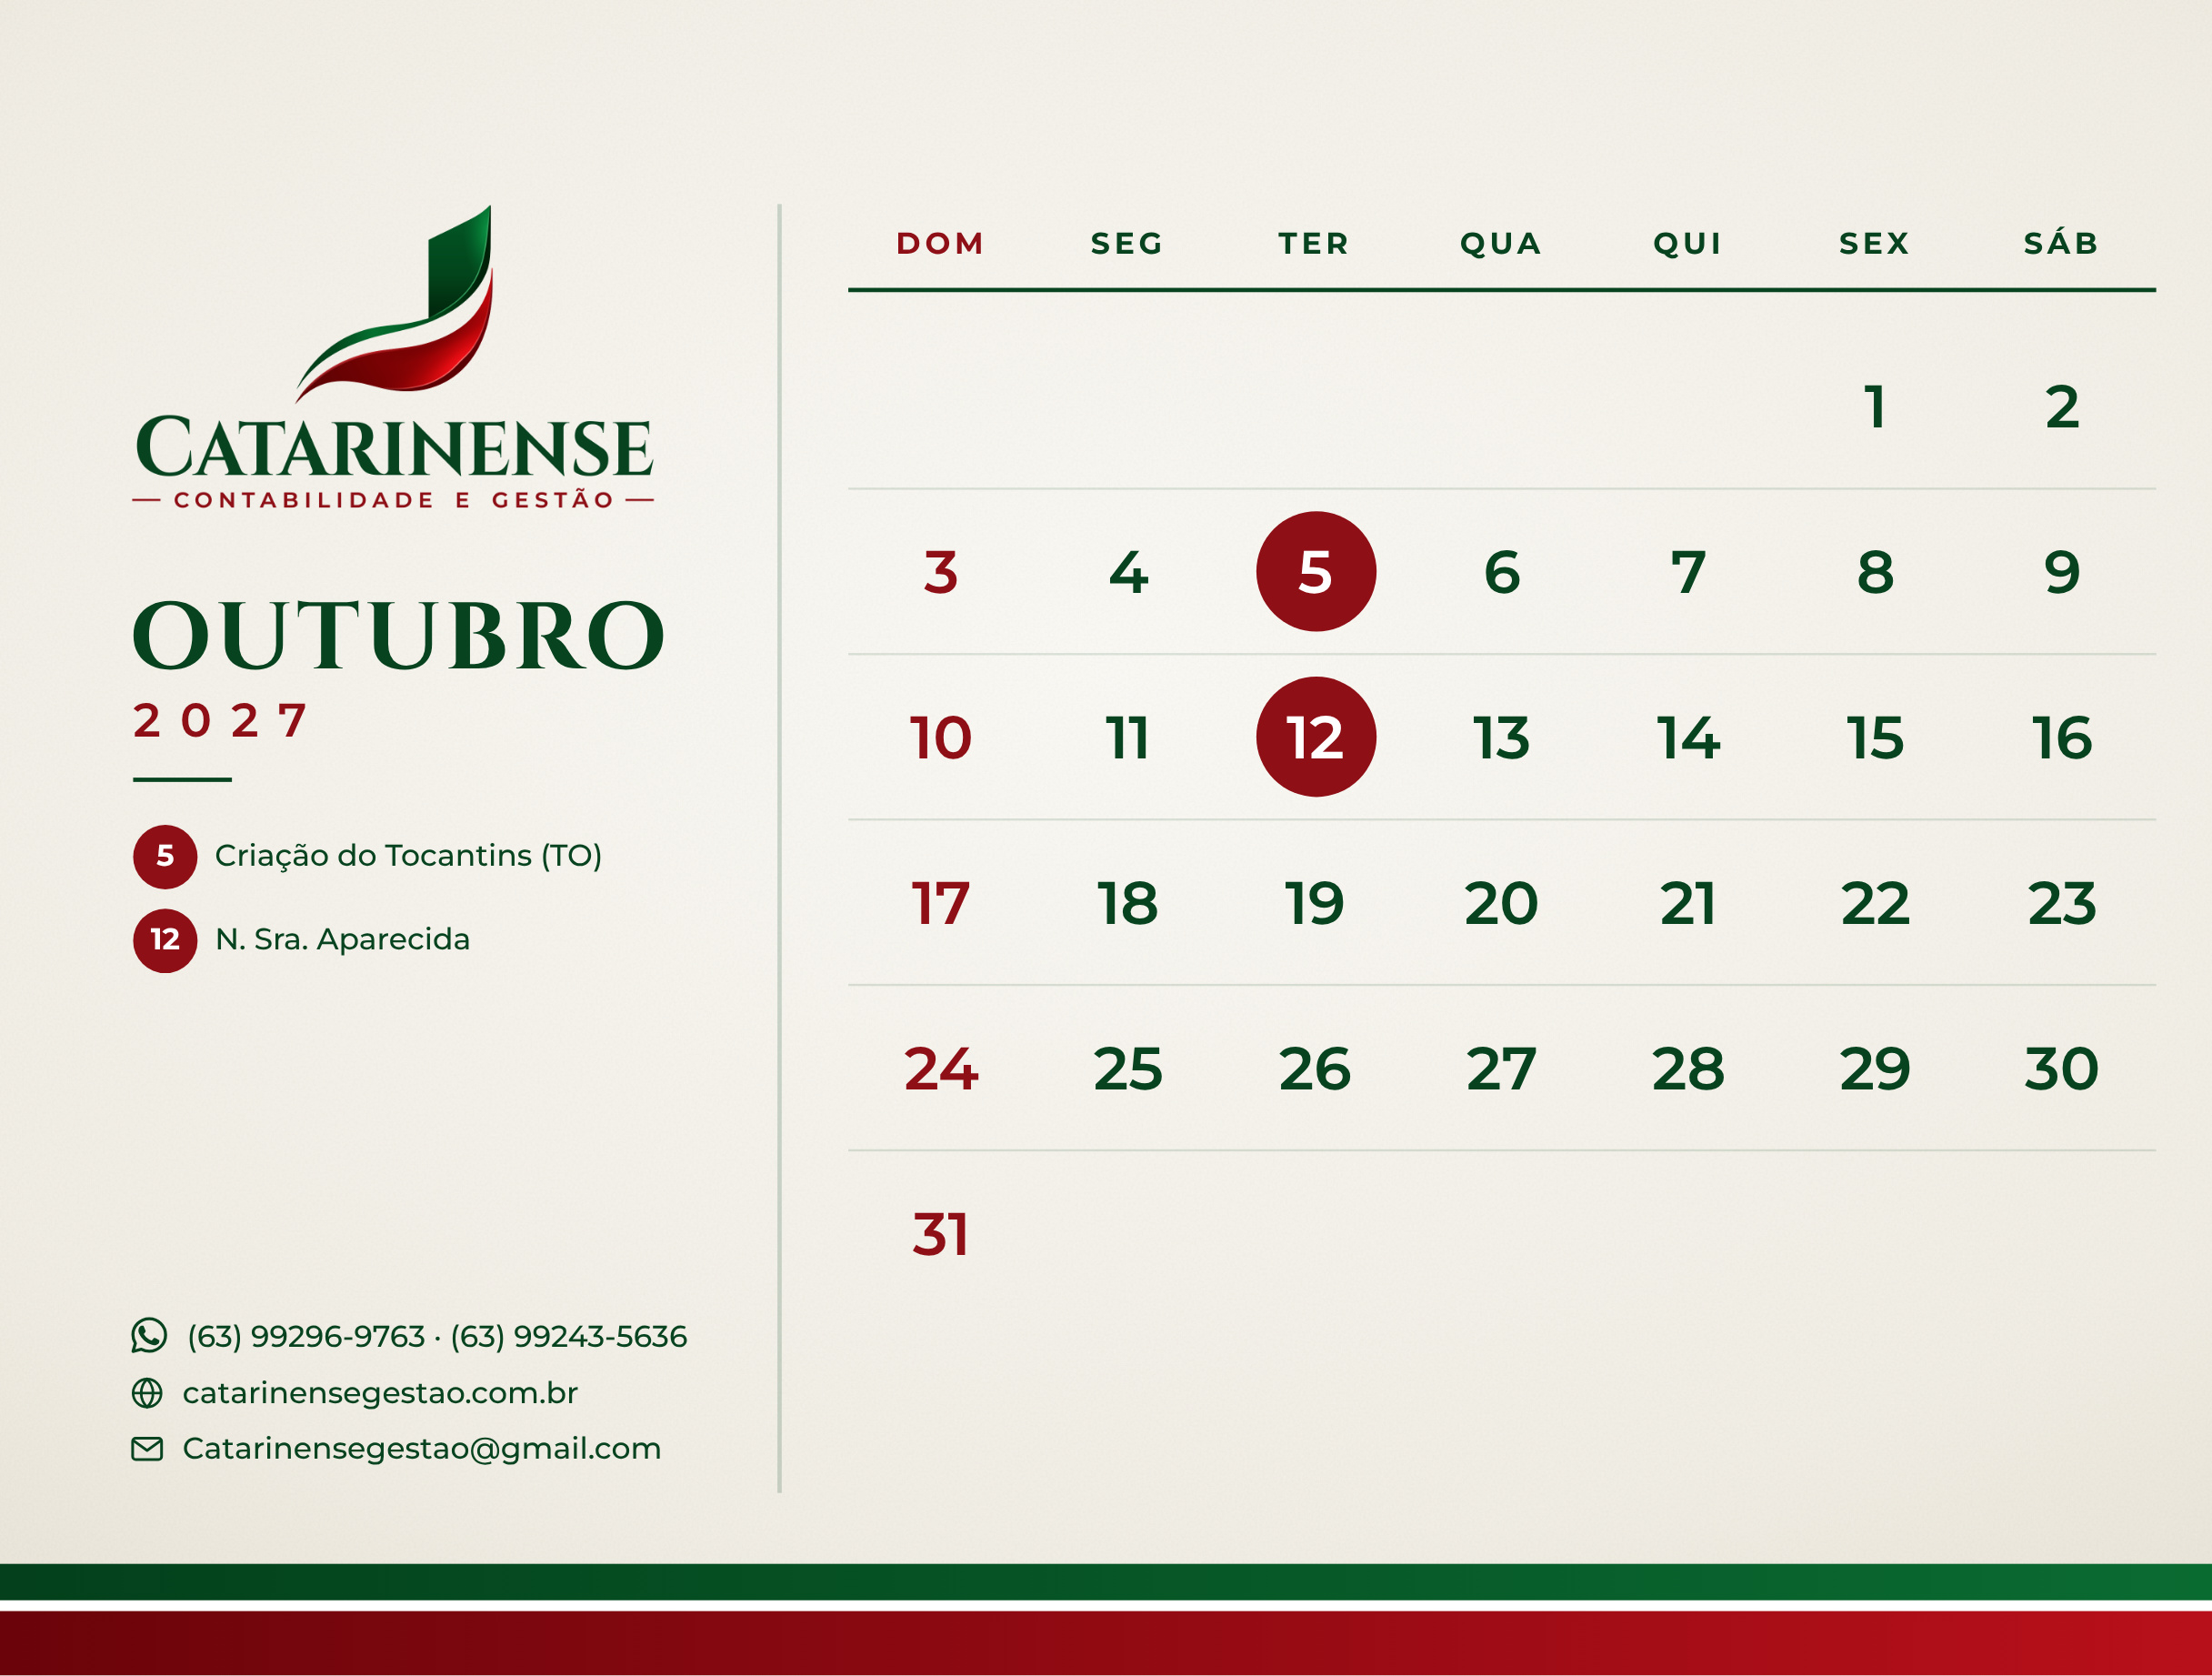 CATARINENSE
CONTABILIDADE E GESTÃO
OUTUBRO
2027
5 Criação do Tocantins (TO)
12 N. Sra. Aparecida
(63) 99296-9763 · (63) 99243-5636
catarinensegestao.com.br
Catarinensegestao@gmail.com
DOM SEG TER QUA QUI SEX SÁB
1 2
3 4 5 6 7 8 9
10 11 12 13 14 15 16
17 18 19 20 21 22 23
24 25 26 27 28 29 30
31